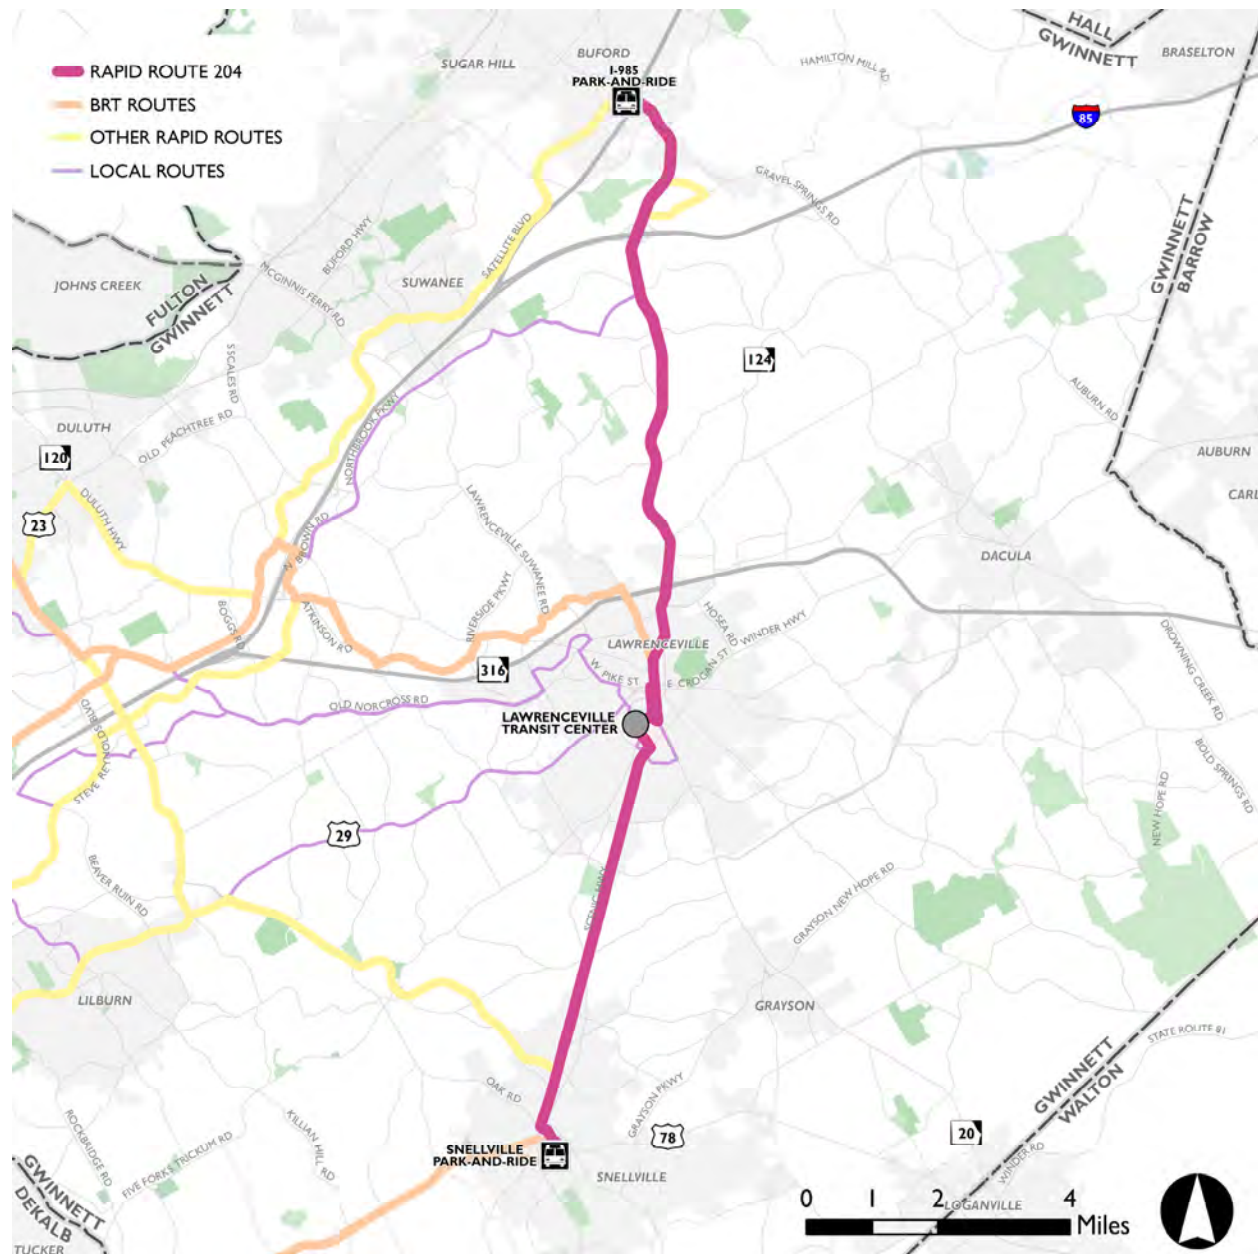 RAPID ROUTE 204
BRT ROUTES
OTHER RAPID ROUTES
LOCAL ROUTES
HALL
GWINNETT
BRASELTON
BUFORD
SUGAR HILL
HAMILTON MILL RD
I-985
PARK-AND-RIDE
85
GRAVEL SPRINGS RD
BUFORD HWY
SATELLITE BLVD
MCGINNIS FERRY RD
SUWANEE
JOHNS CREEK
FULTON
GWINNETT
GWINNETT
BARROW
SSCALES RD
124
AUBURN RD
DULUTH
OLD PEACHTREE RD
120
NORTHBROOK PKWY
AUBURN
CARL
23
DULUTH HWY
LAWRENCEVILLE SUWANEE RD
N BROWN RD
DACULA
RIVERSIDE PKWY
BOGGS RD
ATKINSON RD
HOSEA RD
WINDER HWY
DROWNING CREEK RD
LAWRENCEVILLE
316
W PIKE ST
E CROGAN ST
OLD NORCROSS RD
LAWRENCEVILLE
TRANSIT CENTER
STEVE REYNOLDS BLVD
BOLD SPRINGS RD
NEW HOPE RD
29
BEAVER RUIN RD
SCENIC HWY
GRAYSON NEW HOPE RD
LILBURN
GRAYSON
STATE ROUTE 81
GWINNETT
WALTON
OAK RD
GRAYSON PKWY
ROCKBRIDGE RD
FIVE FORKS TRICKUM RD
KILLIAN HILL RD
78
20
SNELLVILLE
PARK-AND-RIDE
WINDER RD
SNELLVILLE
GWINNETT
DEKALB
LOGANVILLE
TUCKER
0 1 2 4
Miles